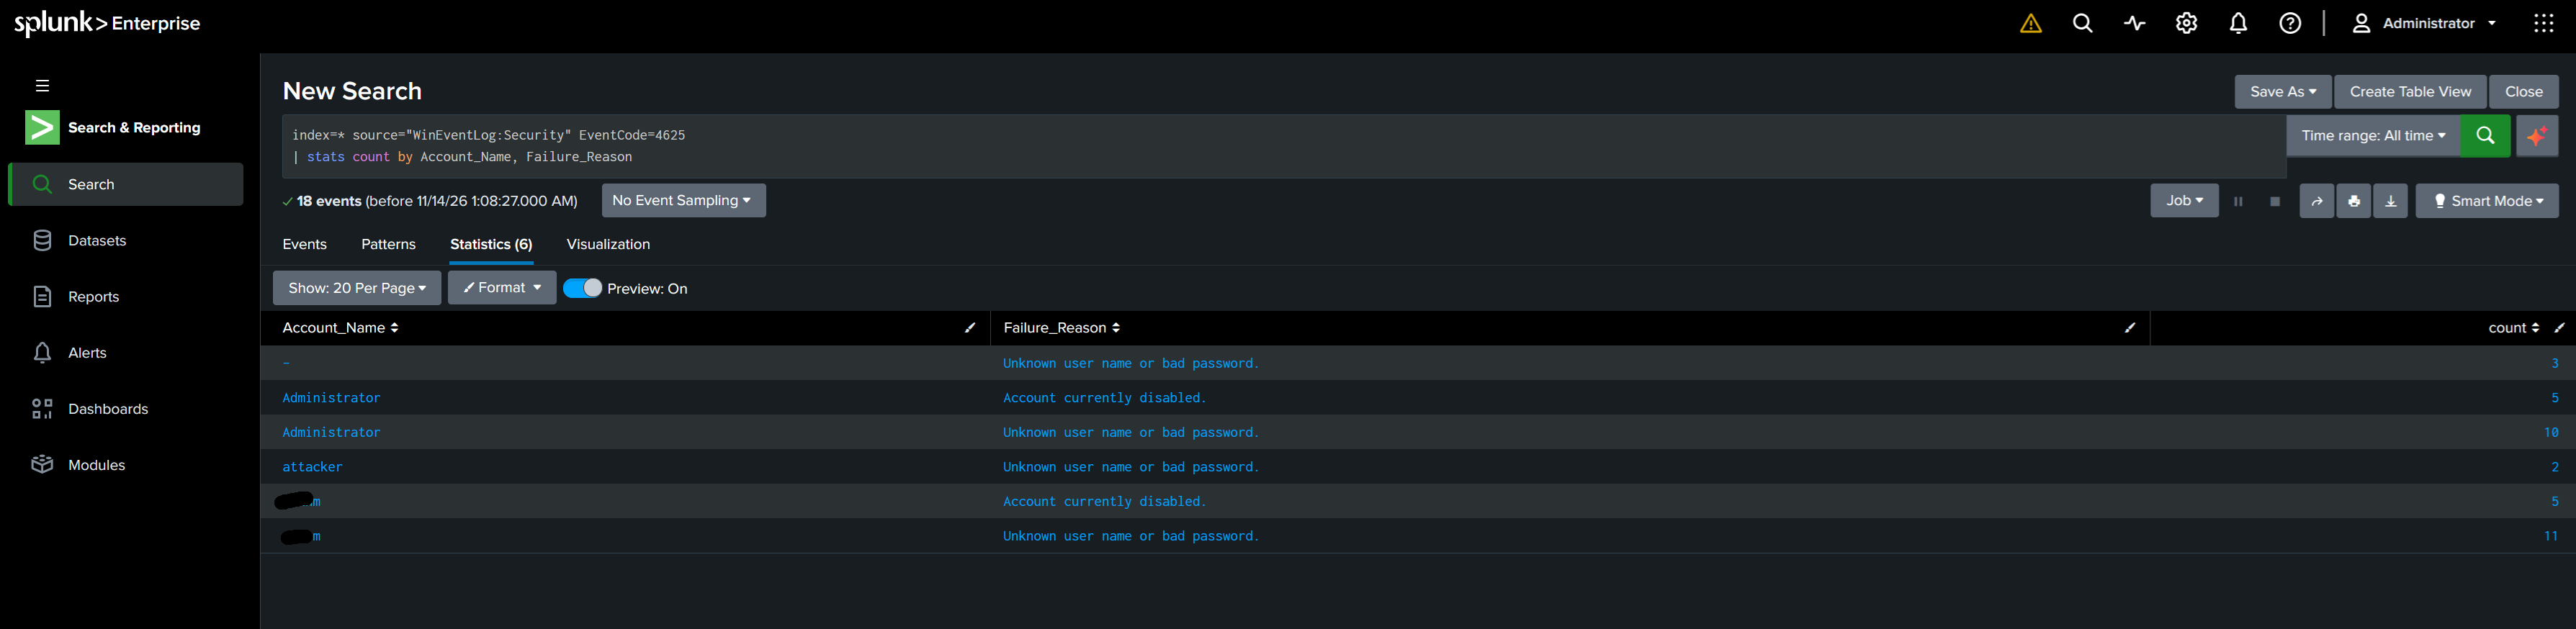 splunk> Enterprise
Administrator
Search & Reporting
Search
Datasets
Reports
Alerts
Dashboards
Modules
New Search
Save As
Create Table View
Close
index=* source="WinEventLog:Security" EventCode=4625
| stats count by Account_Name, Failure_Reason
Time range: All time
18 events (before 11/14/26 1:08:27.000 AM)
No Event Sampling
Job
Smart Mode
Events
Patterns
Statistics (6)
Visualization
Show: 20 Per Page
Format
Preview: On
Account_Name Failure_Reason count
- Unknown user name or bad password. 3
Administrator Account currently disabled. 5
Administrator Unknown user name or bad password. 10
attacker Unknown user name or bad password. 2
m Account currently disabled. 5
m Unknown user name or bad password. 11